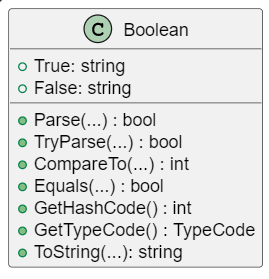 C Boolean
True: string
False: string
Parse(...) : bool
TryParse(...) : bool
CompareTo(...) : int
Equals(...) : bool
GetHashCode() : int
GetTypeCode() : TypeCode
ToString(...): string